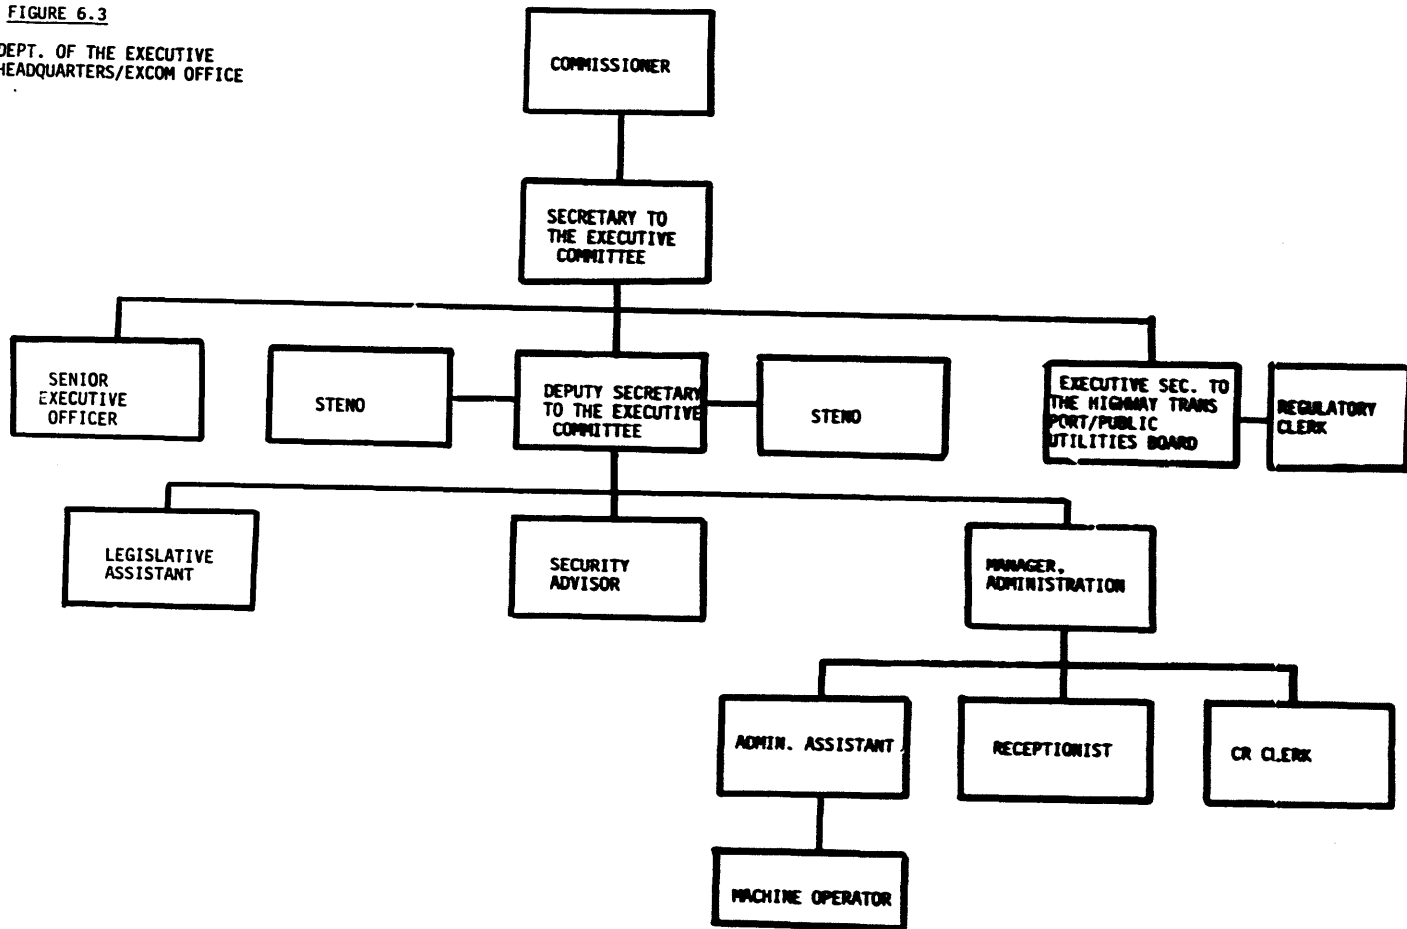 FIGURE 6.3
DEPT. OF THE EXECUTIVE
HEADQUARTERS/EXCOM OFFICE
COMMISSIONER
SECRETARY TO
THE EXECUTIVE
COMMITTEE
SENIOR
EXECUTIVE
OFFICER
STENO
DEPUTY SECRETARY
TO THE EXECUTIVE
COMMITTEE
STENO
EXECUTIVE SEC. TO
THE HIGHWAY TRANS
PORT/PUBLIC
UTILITIES BOARD
REGULATORY
CLERK
LEGISLATIVE
ASSISTANT
SECURITY
ADVISOR
MANAGER,
ADMINISTRATION
ADMIN. ASSISTANT
RECEPTIONIST
CR CLERK
MACHINE OPERATOR